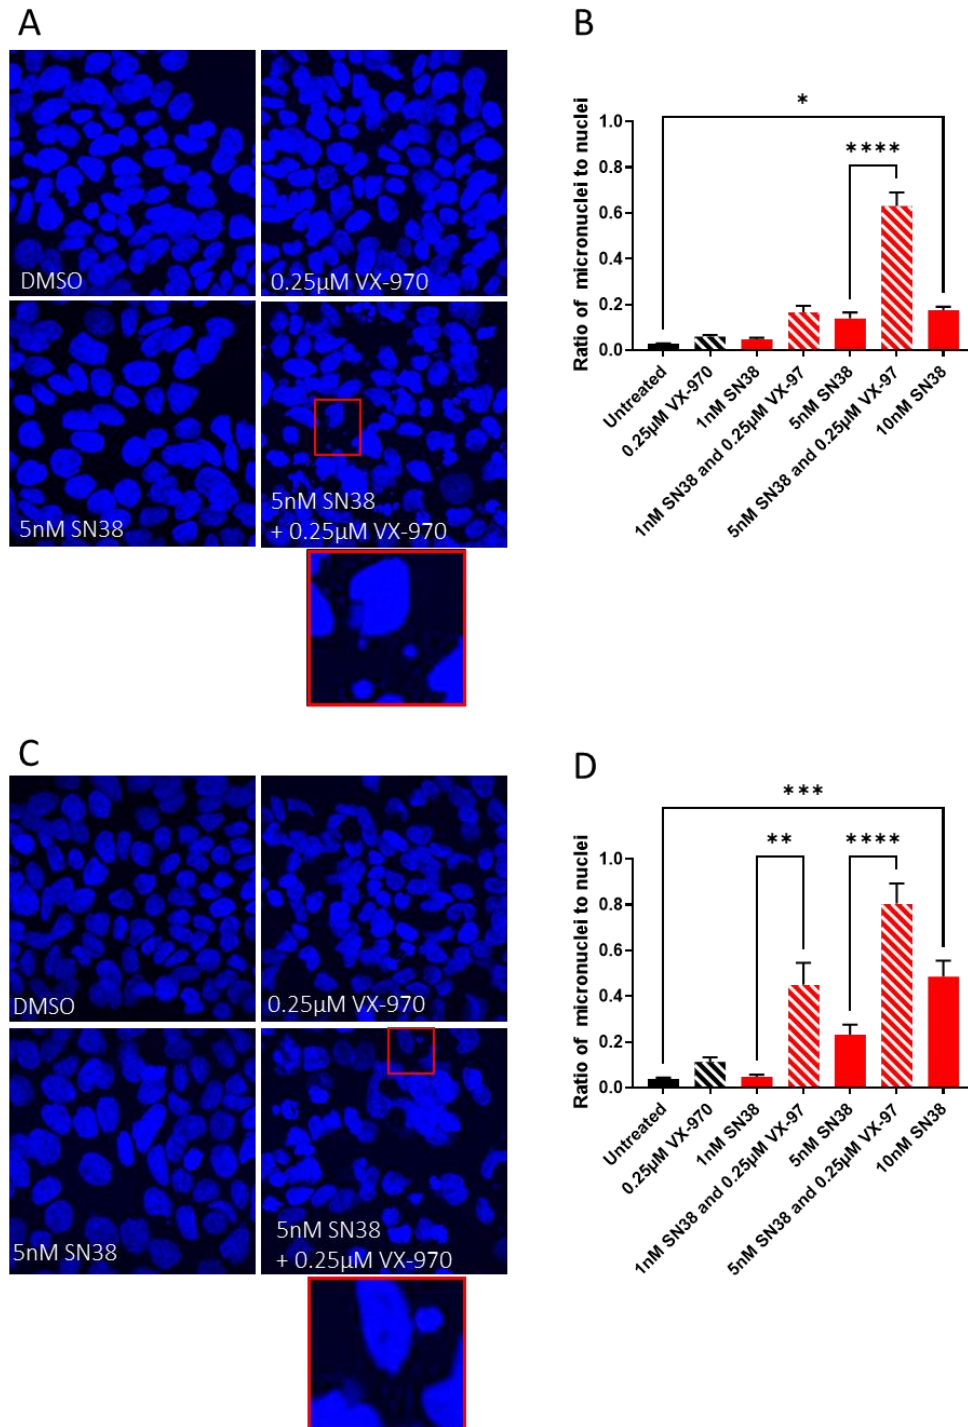 A
DMSO
0.25µM VX-970
5nM SN38
5nM SN38
+ 0.25µM VX-970
B
Ratio of micronuclei to nuclei
1.0
0.8
0.6
0.4
0.2
0.0
*
****
Untreated
0.25µM VX-970
1nM SN38
1nM SN38 and 0.25µM VX-97
5nM SN38
5nM SN38 and 0.25µM VX-97
10nM SN38
C
DMSO
0.25µM VX-970
5nM SN38
5nM SN38
+ 0.25µM VX-970
D
Ratio of micronuclei to nuclei
1.0
0.8
0.6
0.4
0.2
0.0
***
**
****
Untreated
0.25µM VX-970
1nM SN38
1nM SN38 and 0.25µM VX-97
5nM SN38
5nM SN38 and 0.25µM VX-97
10nM SN38